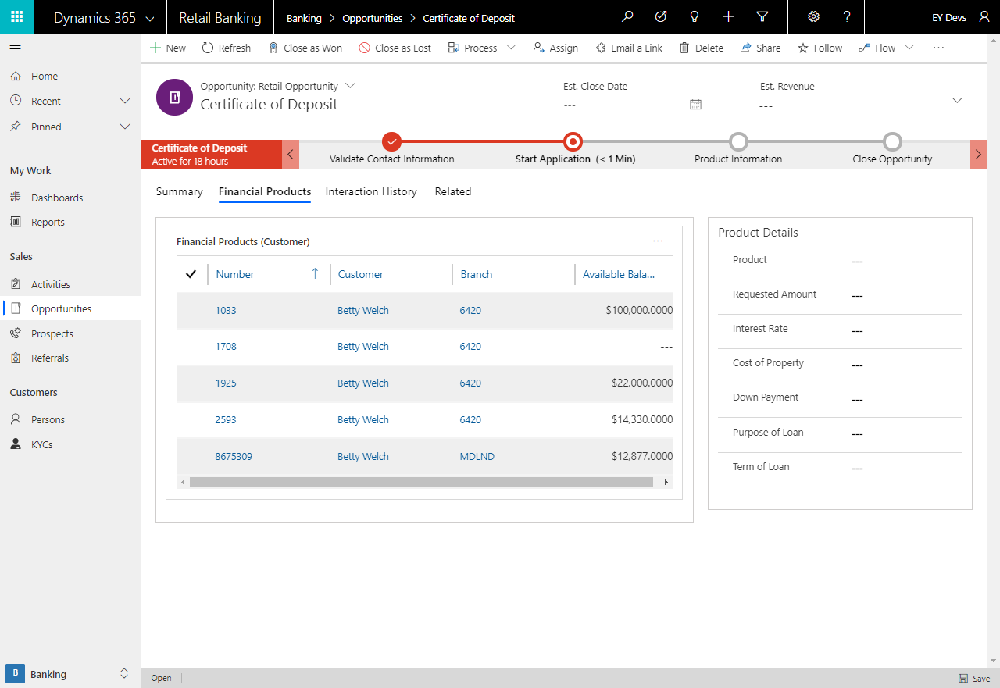 Dynamics 365 Retail Banking Banking > Opportunities > Certificate of Deposit ? EY Devs
New Refresh Close as Won Close as Lost Process Assign Email a Link Delete Share Follow Flow ...
Home
Recent
Pinned
My Work
Dashboards
Reports
Sales
Activities
Opportunities
Prospects
Referrals
Customers
Persons
KYCs
B Banking
Opportunity: Retail Opportunity
Certificate of Deposit
Est. Close Date
---
Est. Revenue
---
Certificate of Deposit
Active for 18 hours
Validate Contact Information
Start Application (< 1 Min)
Product Information
Close Opportunity
Summary Financial Products Interaction History Related
Financial Products (Customer) ...
Number Customer Branch Available Bala...
1033 Betty Welch 6420 $100,000.0000
1708 Betty Welch 6420 ---
1925 Betty Welch 6420 $22,000.0000
2593 Betty Welch 6420 $14,330.0000
8675309 Betty Welch MDLND $12,877.0000
Product Details
Product ---
Requested Amount ---
Interest Rate ---
Cost of Property ---
Down Payment ---
Purpose of Loan ---
Term of Loan ---
Open Save